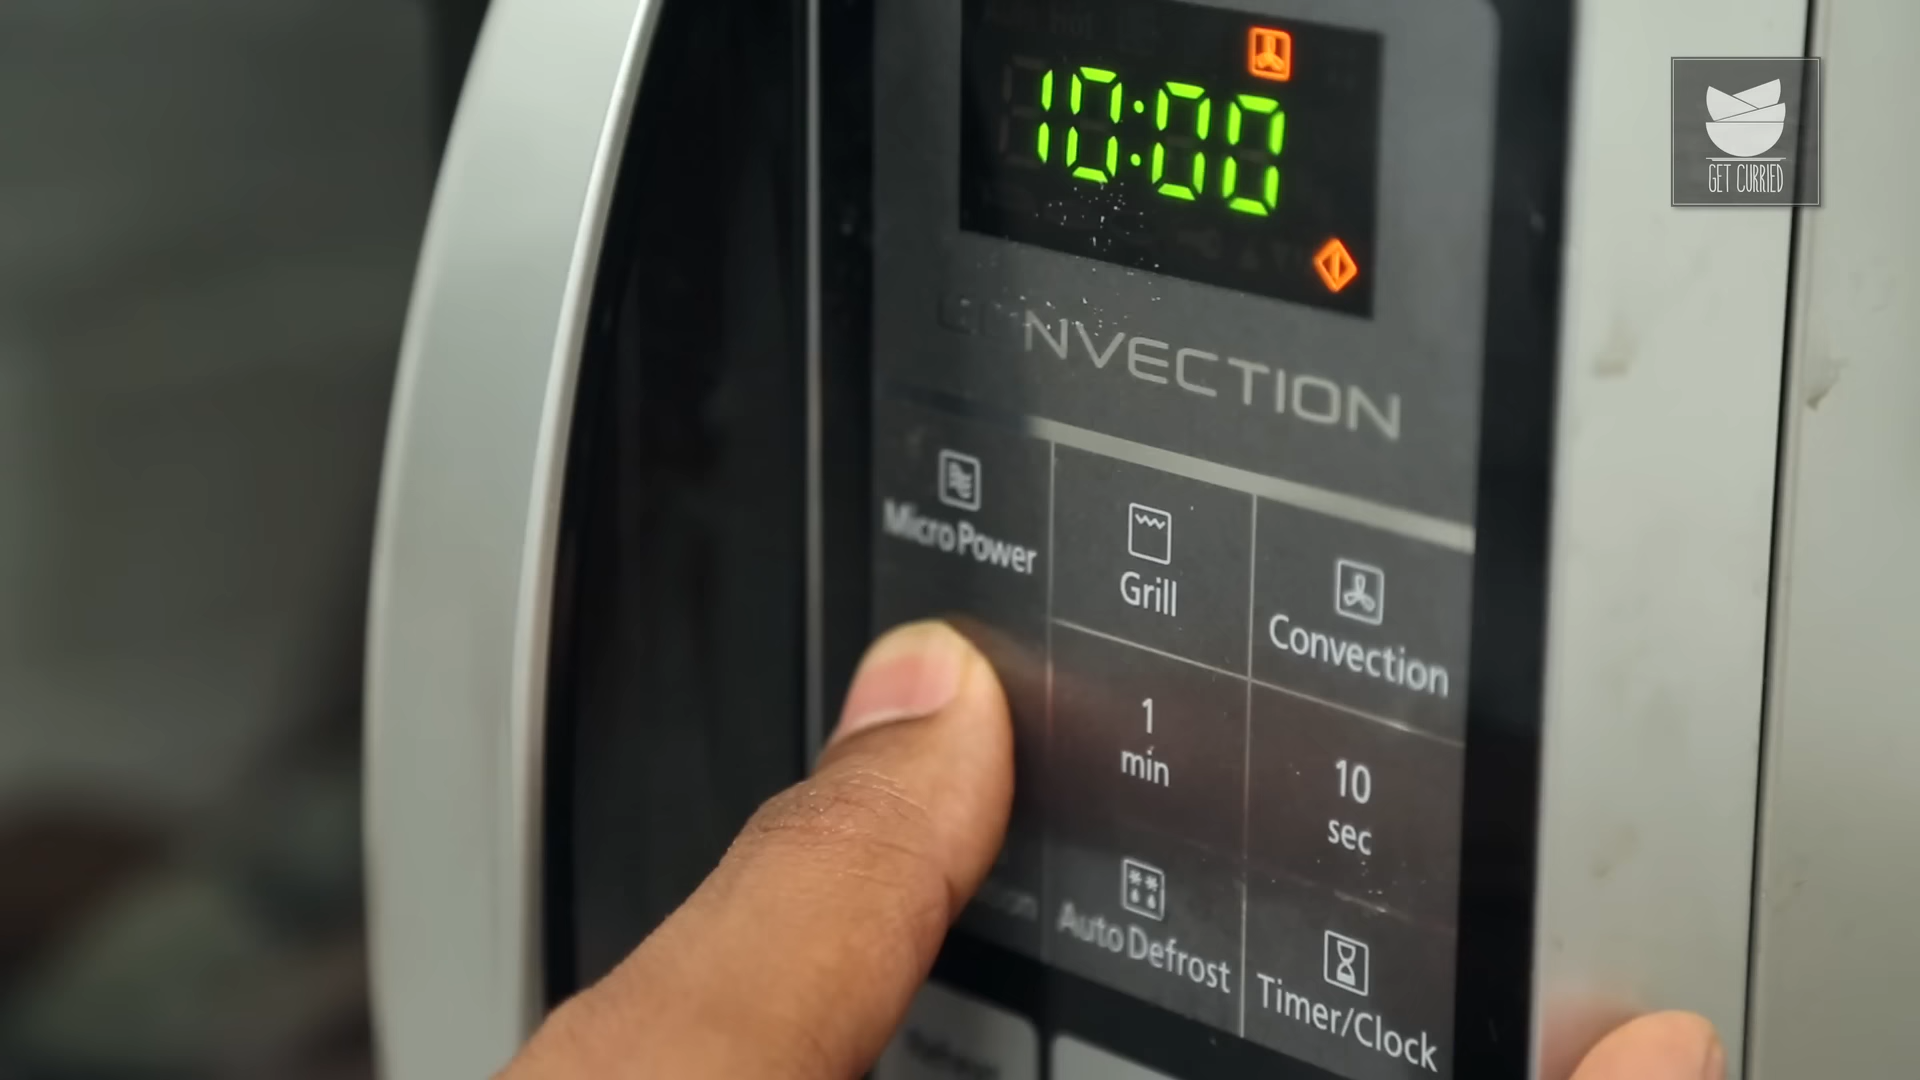 10:00
GET CURRIED
NVECTION
Micro Power
Grill
Convection
1
min
10
sec
Auto Defrost
Timer/Clock